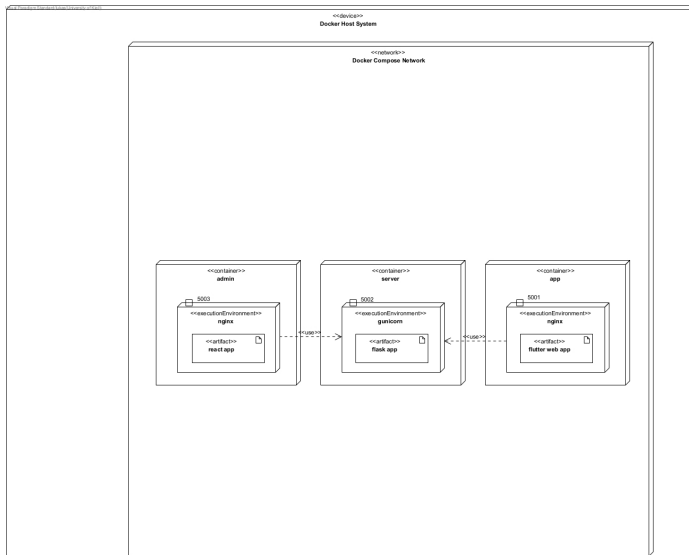 <<device>>
Docker Host System
<<network>>
Docker Compose Network
<<container>>
admin
5003
<<executionEnvironment>>
nginx
<<artifact>>
react app
<<use>>
<<container>>
server
5002
<<executionEnvironment>>
gunicorn
<<artifact>>
flask app
<<use>>
<<container>>
app
5001
<<executionEnvironment>>
nginx
<<artifact>>
flutter web app